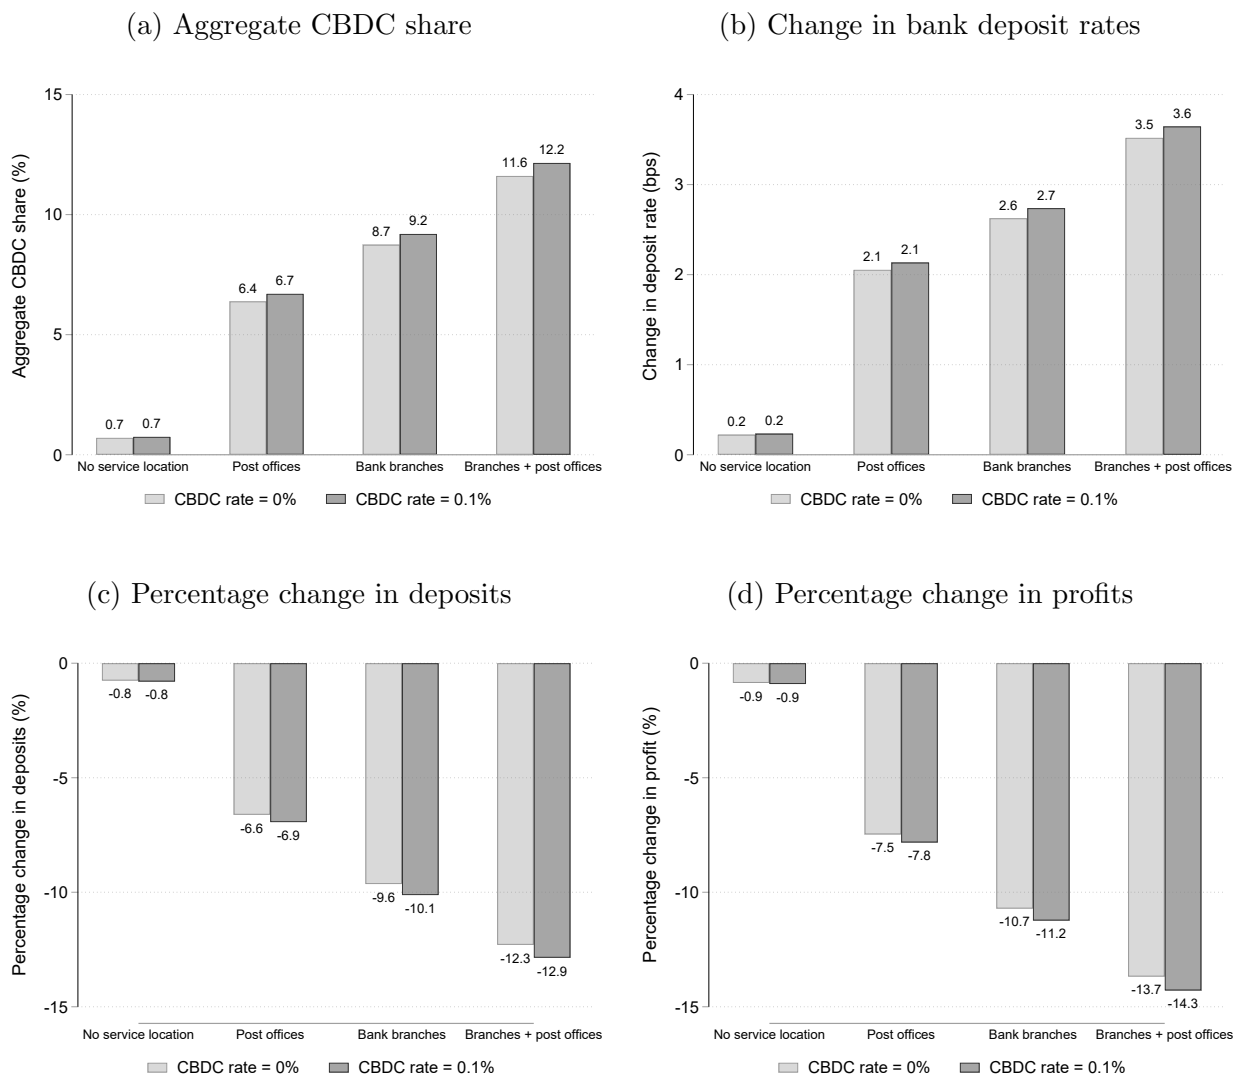 (a) Aggregate CBDC share
Aggregate CBDC share (%)
15
10
5
0
0.7
0.7
6.4
6.7
8.7
9.2
11.6
12.2
No service location
Post offices
Bank branches
Branches + post offices
CBDC rate = 0%
CBDC rate = 0.1%
(b) Change in bank deposit rates
Change in deposit rate (bps)
4
3
2
1
0
0.2
0.2
2.1
2.1
2.6
2.7
3.5
3.6
No service location
Post offices
Bank branches
Branches + post offices
CBDC rate = 0%
CBDC rate = 0.1%
(c) Percentage change in deposits
Percentage change in deposits (%)
0
-5
-10
-15
-0.8
-0.8
-6.6
-6.9
-9.6
-10.1
-12.3
-12.9
No service location
Post offices
Bank branches
Branches + post offices
CBDC rate = 0%
CBDC rate = 0.1%
(d) Percentage change in profits
Percentage change in profit (%)
0
-5
-10
-15
-0.9
-0.9
-7.5
-7.8
-10.7
-11.2
-13.7
-14.3
No service location
Post offices
Bank branches
Branches + post offices
CBDC rate = 0%
CBDC rate = 0.1%